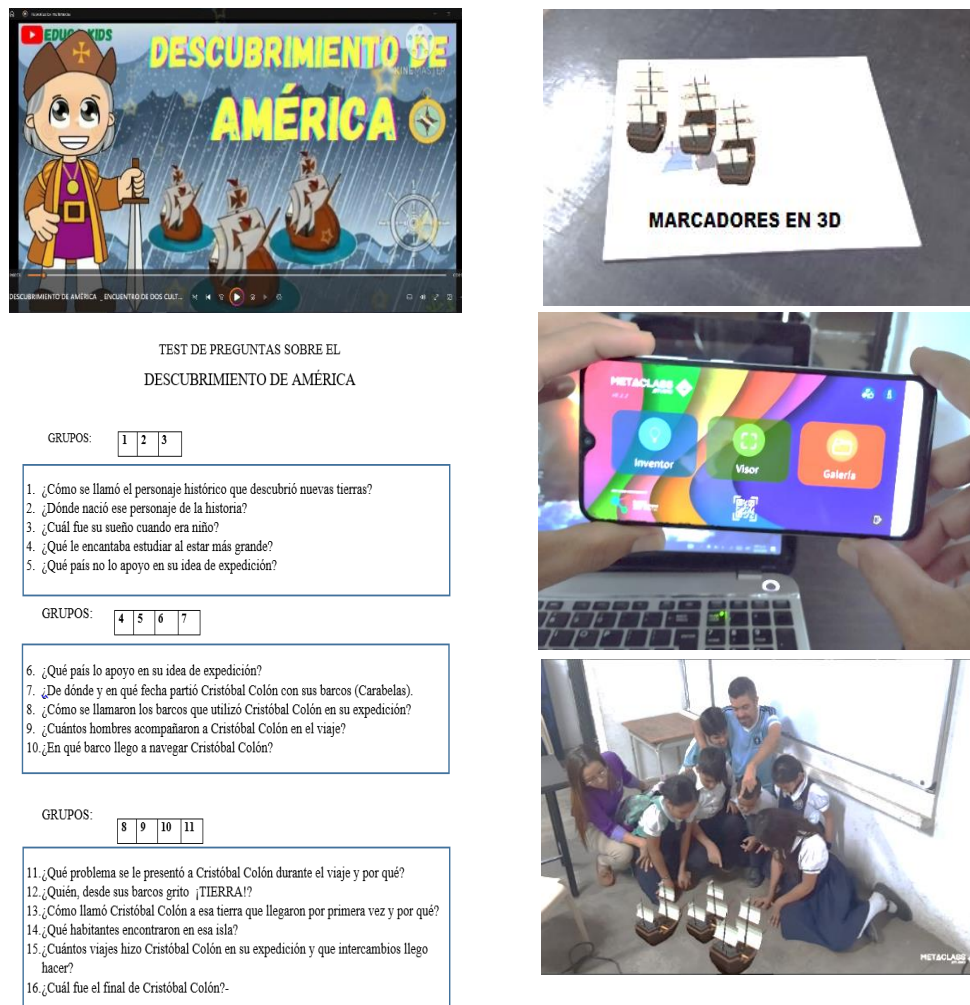 EDUCA KIDS
DESCUBRIMIENTO DE
AMÉRICA
KINEMASTER
DESCUBRIMIENTO DE AMÉRICA _ ENCUENTRO DE DOS CULT...
TEST DE PREGUNTAS SOBRE EL
DESCUBRIMIENTO DE AMÉRICA
GRUPOS: 1 2 3
1. ¿Cómo se llamó el personaje histórico que descubrió nuevas tierras?
2. ¿Dónde nació ese personaje de la historia?
3. ¿Cuál fue su sueño cuando era niño?
4. ¿Qué le encantaba estudiar al estar más grande?
5. ¿Qué país no lo apoyo en su idea de expedición?
GRUPOS: 4 5 6 7
6. ¿Qué país lo apoyo en su idea de expedición?
7. ¿De dónde y en qué fecha partió Cristóbal Colón con sus barcos (Carabelas).
8. ¿Cómo se llamaron los barcos que utilizó Cristóbal Colón en su expedición?
9. ¿Cuántos hombres acompañaron a Cristóbal Colón en el viaje?
10.¿En qué barco llego a navegar Cristóbal Colón?
GRUPOS: 8 9 10 11
11.¿Qué problema se le presentó a Cristóbal Colón durante el viaje y por qué?
12.¿Quién, desde sus barcos grito ¡TIERRA!?
13.¿Cómo llamó Cristóbal Colón a esa tierra que llegaron por primera vez y por qué?
14.¿Qué habitantes encontraron en esa isla?
15.¿Cuántos viajes hizo Cristóbal Colón en su expedición y que intercambios llego
hacer?
16.¿Cuál fue el final de Cristóbal Colón?-
MARCADORES EN 3D
METACLASS
Inventor
Visor
Galería
METACLASS